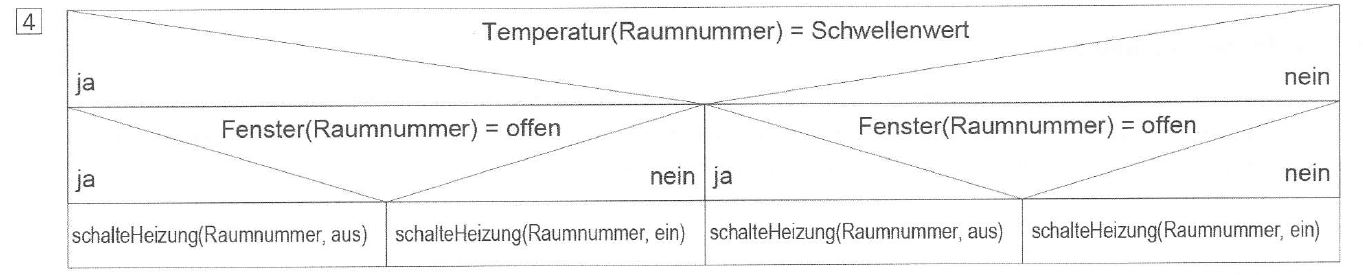 4
Temperatur(Raumnummer) = Schwellenwert
ja nein
Fenster(Raumnummer) = offen Fenster(Raumnummer) = offen
ja nein ja nein
schalteHeizung(Raumnummer, aus) schalteHeizung(Raumnummer, ein) schalteHeizung(Raumnummer, aus) schalteHeizung(Raumnummer, ein)